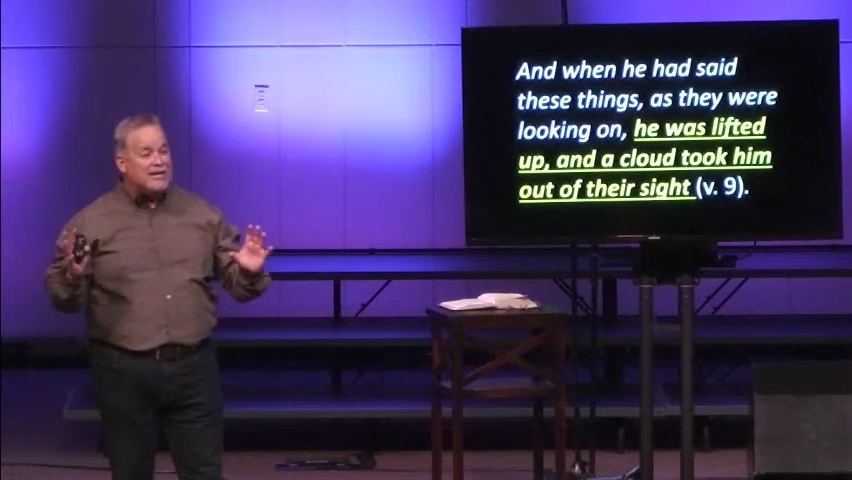 And when he had said
these things, as they were
looking on, he was lifted
up, and a cloud took him
out of their sight (v. 9).